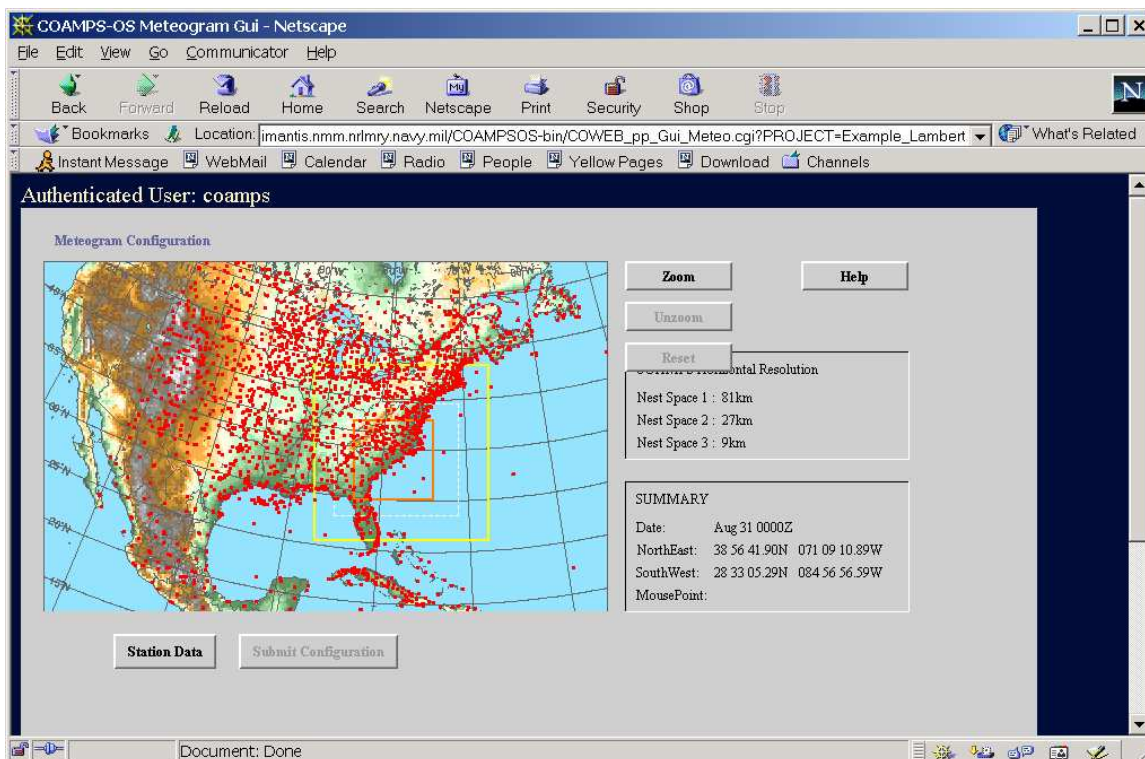 COAMPS-OS Meteogram Gui - Netscape
File Edit View Go Communicator Help
Back Forward Reload Home Search Netscape Print Security Shop Stop
My
N
Bookmarks Location: imantis.nmm.nrlmry.navy.mil/COAMPSOS-bin/COWEB_pp_Gui_Meteo.cgi?PROJECT=Example_Lambert What's Related
Instant Message WebMail Calendar Radio People Yellow Pages Download Channels
Authenticated User: coamps
Meteogram Configuration
Zoom Help
Unzoom
Reset
Horizontal Resolution
Nest Space 1 : 81km
Nest Space 2 : 27km
Nest Space 3 : 9km
SUMMARY
Date: Aug 31 0000Z
NorthEast: 38 56 41.90N 071 09 10.89W
SouthWest: 28 33 05.29N 084 56 56.59W
MousePoint:
Station Data Submit Configuration
Document: Done